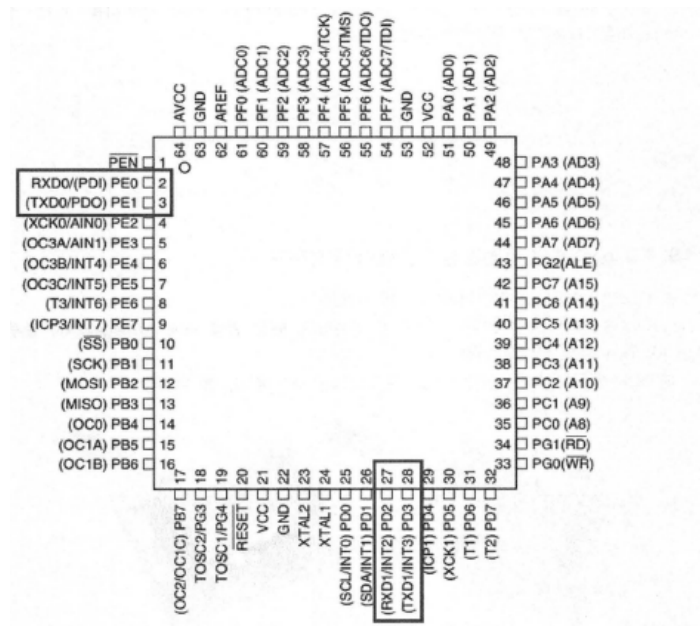 AVCC
GND
AREF
PF0 (ADC0)
PF1 (ADC1)
PF2 (ADC2)
PF3 (ADC3)
PF4 (ADC4/TCK)
PF5 (ADC5/TMS)
PF6 (ADC6/TDO)
PF7 (ADC7/TDI)
GND
VCC
PA0 (AD0)
PA1 (AD1)
PA2 (AD2)
64 63 62 61 60 59 58 57 56 55 54 53 52 51 50 49
PEN 1
RXD0/(PDI) PE0 2
(TXD0/PDO) PE1 3
(XCK0/AIN0) PE2 4
(OC3A/AIN1) PE3 5
(OC3B/INT4) PE4 6
(OC3C/INT5) PE5 7
(T3/INT6) PE6 8
(ICP3/INT7) PE7 9
(SS) PB0 10
(SCK) PB1 11
(MOSI) PB2 12
(MISO) PB3 13
(OC0) PB4 14
(OC1A) PB5 15
(OC1B) PB6 16
48 PA3 (AD3)
47 PA4 (AD4)
46 PA5 (AD5)
45 PA6 (AD6)
44 PA7 (AD7)
43 PG2(ALE)
42 PC7 (A15)
41 PC6 (A14)
40 PC5 (A13)
39 PC4 (A12)
38 PC3 (A11)
37 PC2 (A10)
36 PC1 (A9)
35 PC0 (A8)
34 PG1(RD)
33 PG0(WR)
17 18 19 20 21 22 23 24 25 26 27 28 29 30 31 32
(OC2/OC1C) PB7
TOSC2/PG3
TOSC1/PG4
RESET
VCC
GND
XTAL2
XTAL1
(SCL/INT0) PD0
(SDA/INT1) PD1
(RXD1/INT2) PD2
(TXD1/INT3) PD3
(ICP1) PD4
(XCK1) PD5
(T1) PD6
(T2) PD7